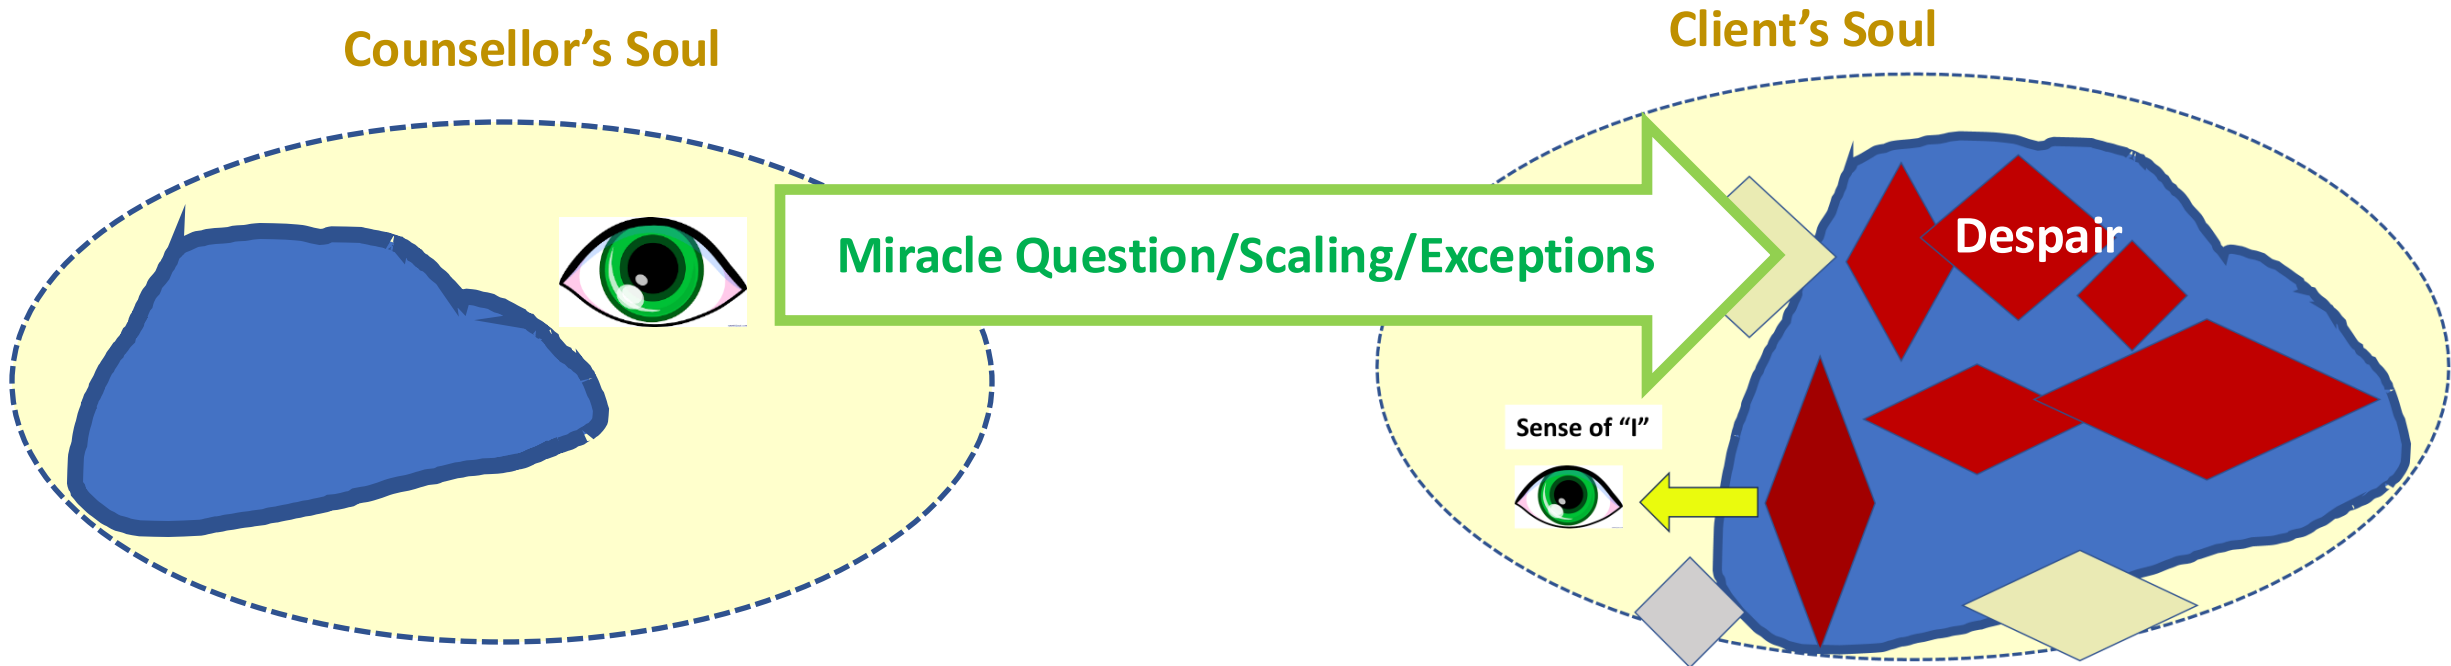 Counsellor’s Soul
Client’s Soul
Miracle Question/Scaling/Exceptions
Despair
Sense of “I”